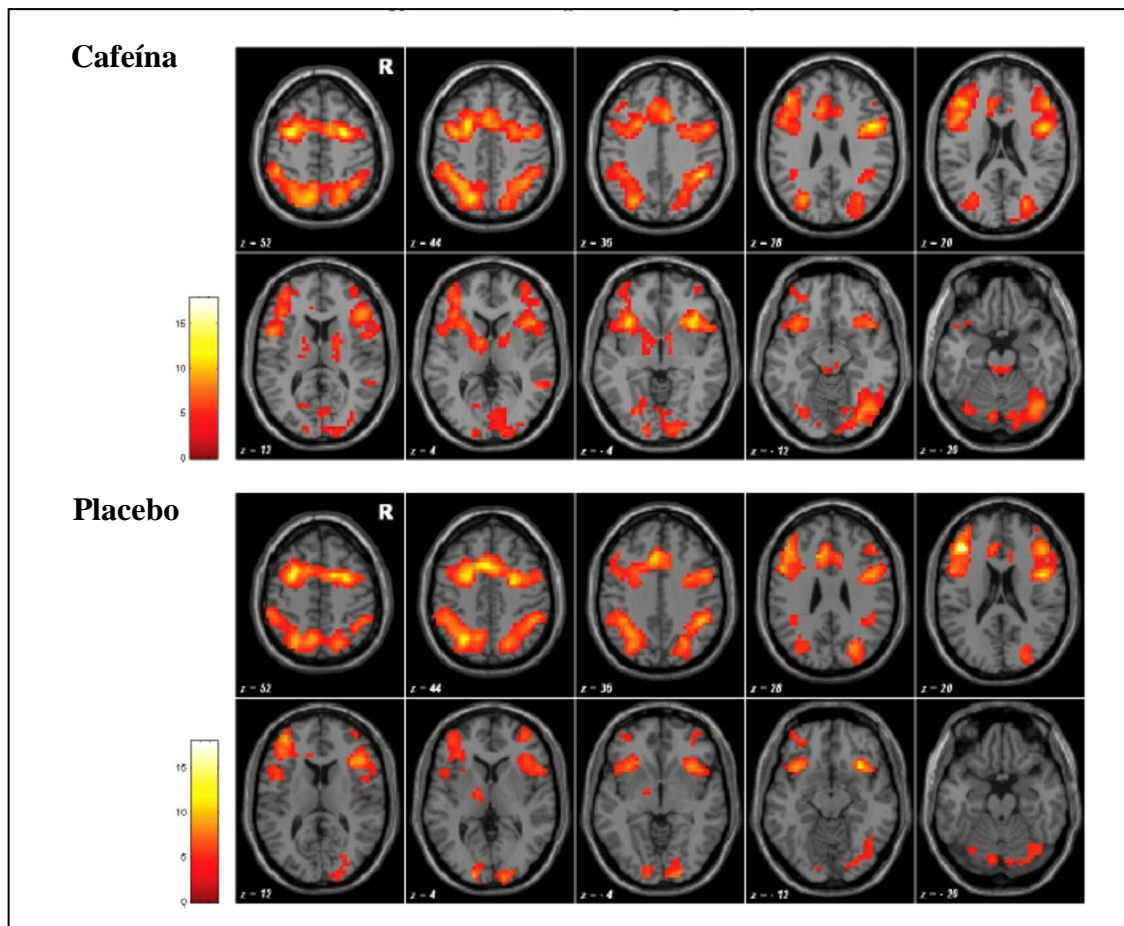 Cafeína
R
z = 52
z = 44
z = 36
z = 28
z = 20
15
10
5
0
z = 12
z = 4
z = -4
z = -12
z = -20
Placebo
R
z = 52
z = 44
z = 36
z = 28
z = 20
15
10
5
0
z = 12
z = 4
z = -4
z = -12
z = -20